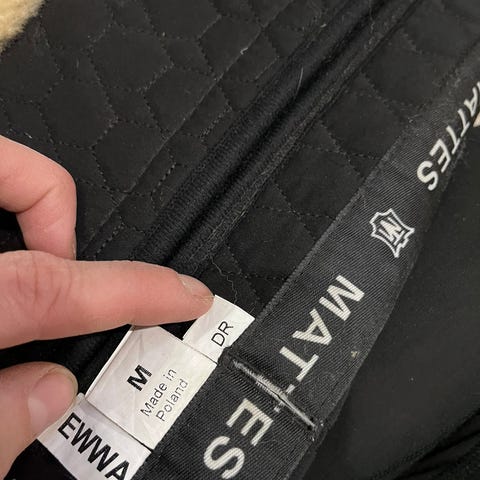 MATTES
MATTES
DR
M
Made in
Poland
EWWA